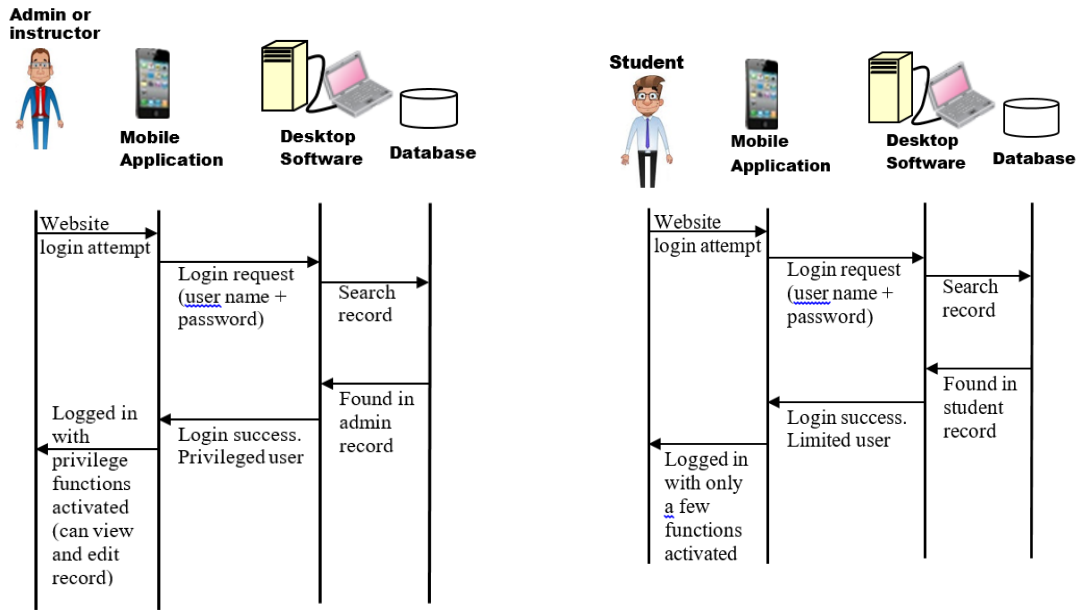 Admin or
instructor
Mobile
Application
Desktop
Software
Database
Website
login attempt
Login request
(user name +
password)
Search
record
Found in
admin
record
Login success.
Privileged user
Logged in
with
privilege
functions
activated
(can view
and edit
record)
Student
Mobile
Application
Desktop
Software
Database
Website
login attempt
Login request
(user name +
password)
Search
record
Found in
student
record
Login success.
Limited user
Logged in
with only
a few
functions
activated